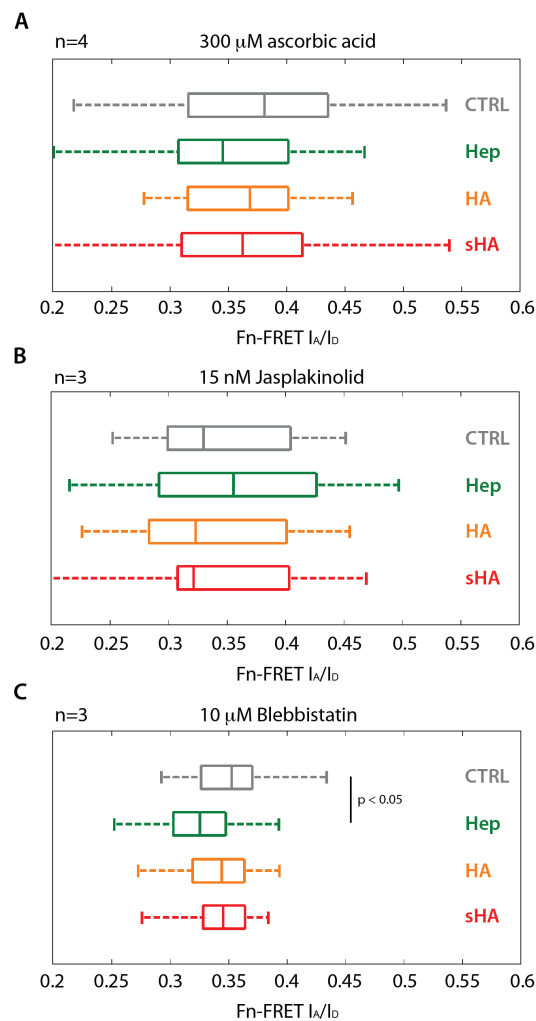 A
n=4 300 μM ascorbic acid
CTRL
Hep
HA
sHA
0.2 0.25 0.3 0.35 0.4 0.45 0.5 0.55 0.6
Fn-FRET IA/ID
B
n=3 15 nM Jasplakinolid
CTRL
Hep
HA
sHA
0.2 0.25 0.3 0.35 0.4 0.45 0.5 0.55 0.6
Fn-FRET IA/ID
C
n=3 10 μM Blebbistatin
CTRL
p < 0.05
Hep
HA
sHA
0.2 0.25 0.3 0.35 0.4 0.45 0.5 0.55 0.6
Fn-FRET IA/ID